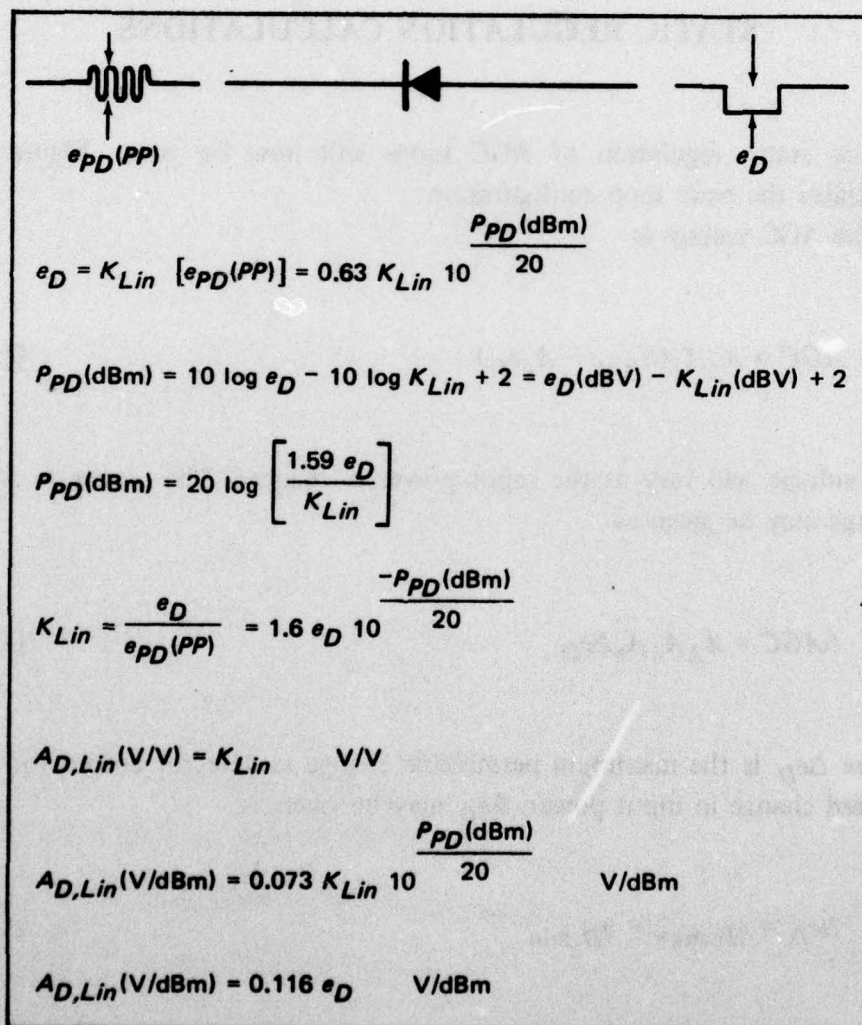 e_PD(PP)
e_D
e_D = K_Lin [e_PD(PP)] = 0.63 K_Lin 10^(P_PD(dBm)/20)
P_PD(dBm) = 10 log e_D − 10 log K_Lin + 2 = e_D(dBV) − K_Lin(dBV) + 2
P_PD(dBm) = 20 log [1.59 e_D / K_Lin]
K_Lin = e_D / e_PD(PP) = 1.6 e_D 10^(−P_PD(dBm)/20)
A_D,Lin(V/V) = K_Lin V/V
A_D,Lin(V/dBm) = 0.073 K_Lin 10^(P_PD(dBm)/20) V/dBm
A_D,Lin(V/dBm) = 0.116 e_D V/dBm